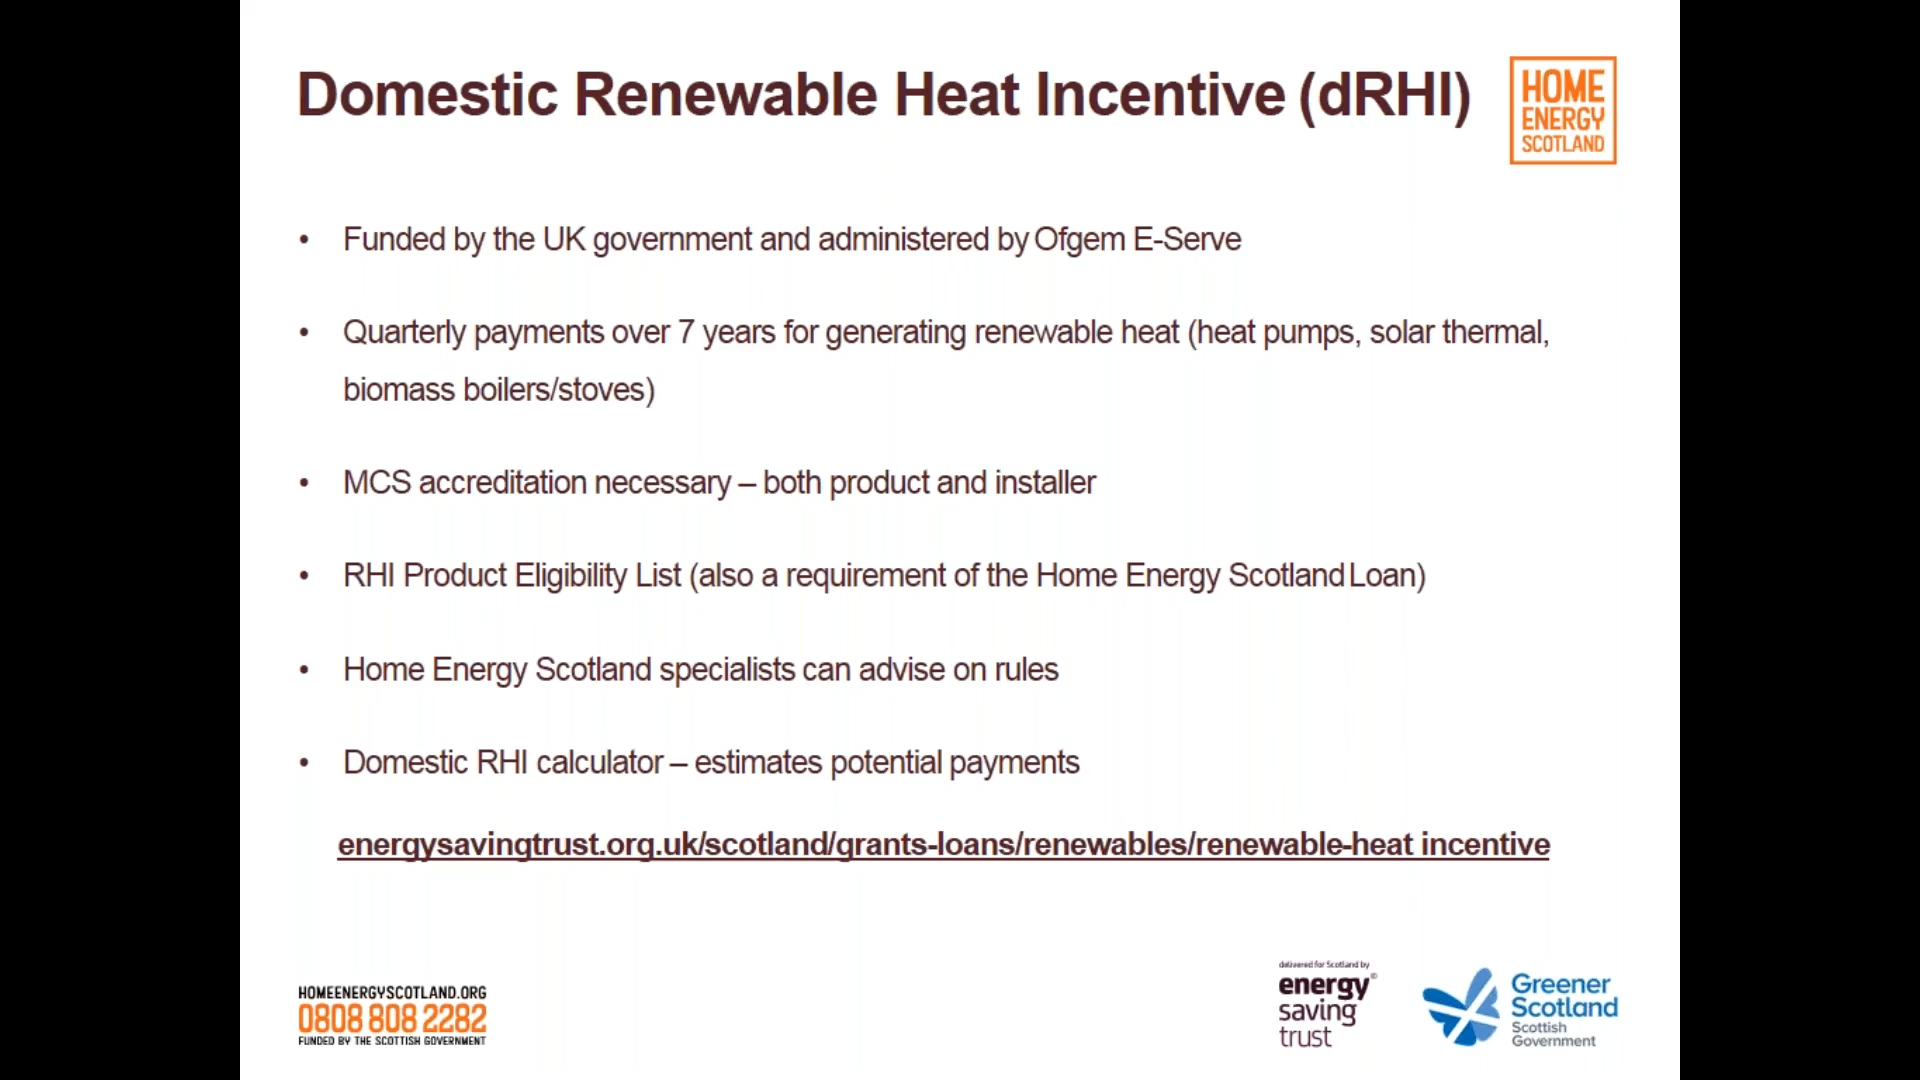 Domestic Renewable Heat Incentive (dRHI)
HOME
ENERGY
SCOTLAND
• Funded by the UK government and administered by Ofgem E-Serve
• Quarterly payments over 7 years for generating renewable heat (heat pumps, solar thermal,
biomass boilers/stoves)
• MCS accreditation necessary – both product and installer
• RHI Product Eligibility List (also a requirement of the Home Energy Scotland Loan)
• Home Energy Scotland specialists can advise on rules
• Domestic RHI calculator – estimates potential payments
energysavingtrust.org.uk/scotland/grants-loans/renewables/renewable-heat incentive
HOMEENERGYSCOTLAND.ORG
0808 808 2282
FUNDED BY THE SCOTTISH GOVERNMENT
delivered for Scotland by
energy®
saving
trust
Greener
Scotland
Scottish
Government